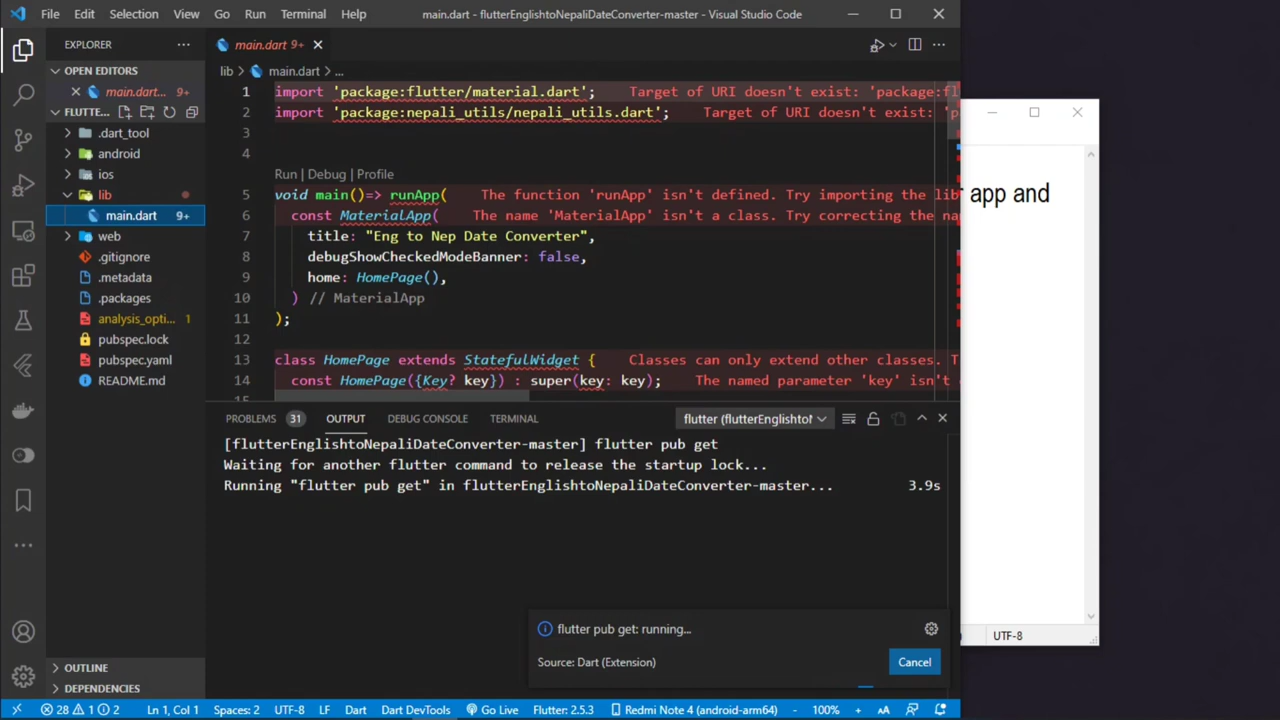 File Edit Selection View Go Run Terminal Help
main.dart - flutterEnglishtoNepaliDateConverter-master - Visual Studio Code
EXPLORER
OPEN EDITORS
main.dart... 9+
FLUTTE...
.dart_tool
android
ios
lib
main.dart 9+
web
.gitignore
.metadata
.packages
analysis_opti... 1
pubspec.lock
pubspec.yaml
README.md
OUTLINE
DEPENDENCIES
main.dart 9+
lib > main.dart > ...
1 import 'package:flutter/material.dart'; Target of URI doesn't exist: 'package:fl
2 import 'package:nepali_utils/nepali_utils.dart'; Target of URI doesn't exist: 'p
3
4
Run | Debug | Profile
5 void main()=> runApp( The function 'runApp' isn't defined. Try importing the lib
6 const MaterialApp( The name 'MaterialApp' isn't a class. Try correcting the na
7 title: "Eng to Nep Date Converter",
8 debugShowCheckedModeBanner: false,
9 home: HomePage(),
10 ) // MaterialApp
11 );
12
13 class HomePage extends StatefulWidget { Classes can only extend other classes. T
14 const HomePage({Key? key}) : super(key: key); The named parameter 'key' isn't
15
PROBLEMS 31 OUTPUT DEBUG CONSOLE TERMINAL flutter (flutterEnglishto
[flutterEnglishtoNepaliDateConverter-master] flutter pub get
Waiting for another flutter command to release the startup lock...
Running "flutter pub get" in flutterEnglishtoNepaliDateConverter-master... 3.9s
flutter pub get: running...
Source: Dart (Extension) Cancel
app and
UTF-8
28 1 2 Ln 1, Col 1 Spaces: 2 UTF-8 LF Dart Dart DevTools Go Live Flutter: 2.5.3 Redmi Note 4 (android-arm64) - 100% + AA